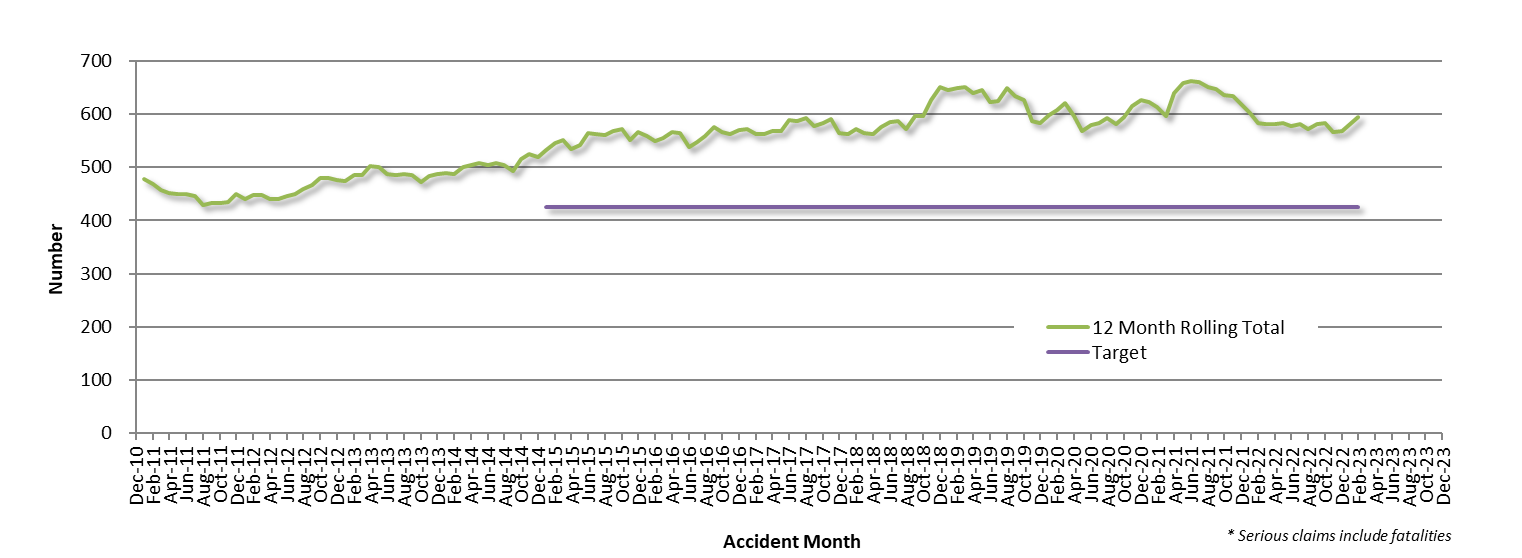 700
600
500
400
300
200
100
0
Number
12 Month Rolling Total
Target
Dec-10
Feb-11
Apr-11
Jun-11
Aug-11
Oct-11
Dec-11
Feb-12
Apr-12
Jun-12
Aug-12
Oct-12
Dec-12
Feb-13
Apr-13
Jun-13
Aug-13
Oct-13
Dec-13
Feb-14
Apr-14
Jun-14
Aug-14
Oct-14
Dec-14
Feb-15
Apr-15
Jun-15
Aug-15
Oct-15
Dec-15
Feb-16
Apr-16
Jun-16
Aug-16
Oct-16
Dec-16
Feb-17
Apr-17
Jun-17
Aug-17
Oct-17
Dec-17
Feb-18
Apr-18
Jun-18
Aug-18
Oct-18
Dec-18
Feb-19
Apr-19
Jun-19
Aug-19
Oct-19
Dec-19
Feb-20
Apr-20
Jun-20
Aug-20
Oct-20
Dec-20
Feb-21
Apr-21
Jun-21
Aug-21
Oct-21
Dec-21
Feb-22
Apr-22
Jun-22
Aug-22
Oct-22
Dec-22
Feb-23
Apr-23
Jun-23
Aug-23
Oct-23
Dec-23
Accident Month
* Serious claims include fatalities